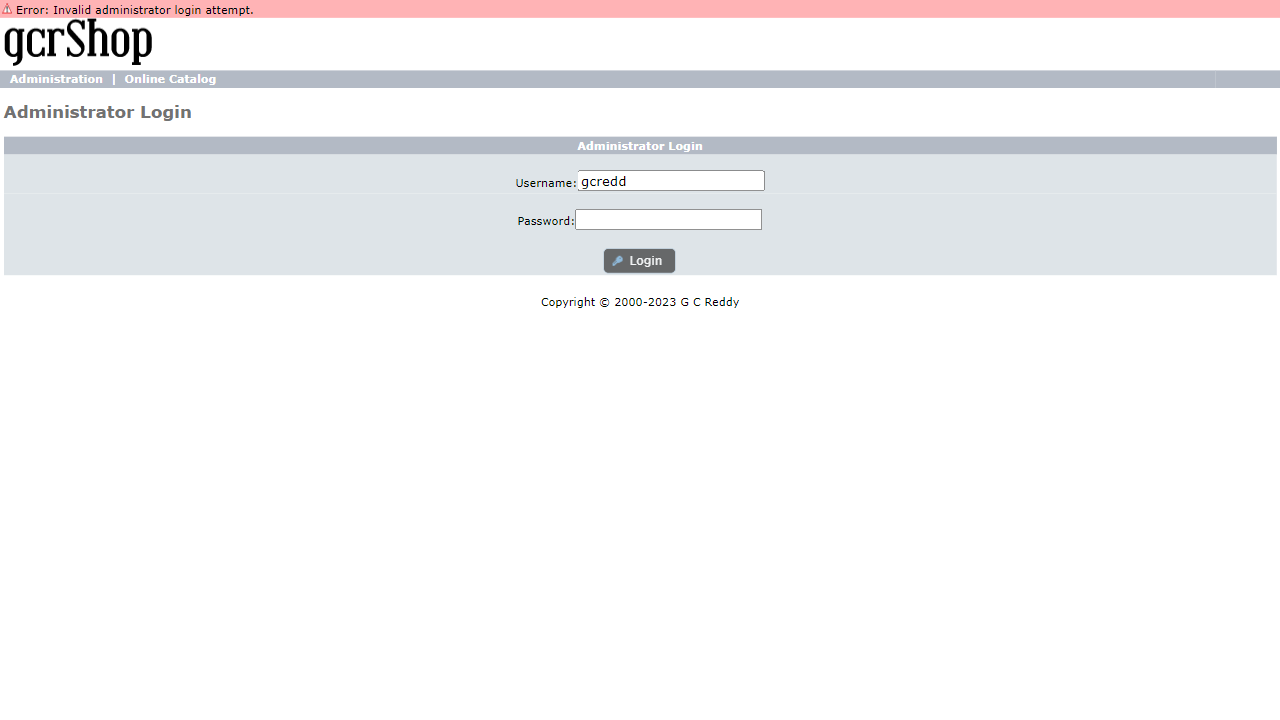 Error: Invalid administrator login attempt.
gcrShop
Administration | Online Catalog
Administrator Login
Administrator Login
Username: gcredd
Password:
Login
Copyright © 2000-2023 G C Reddy